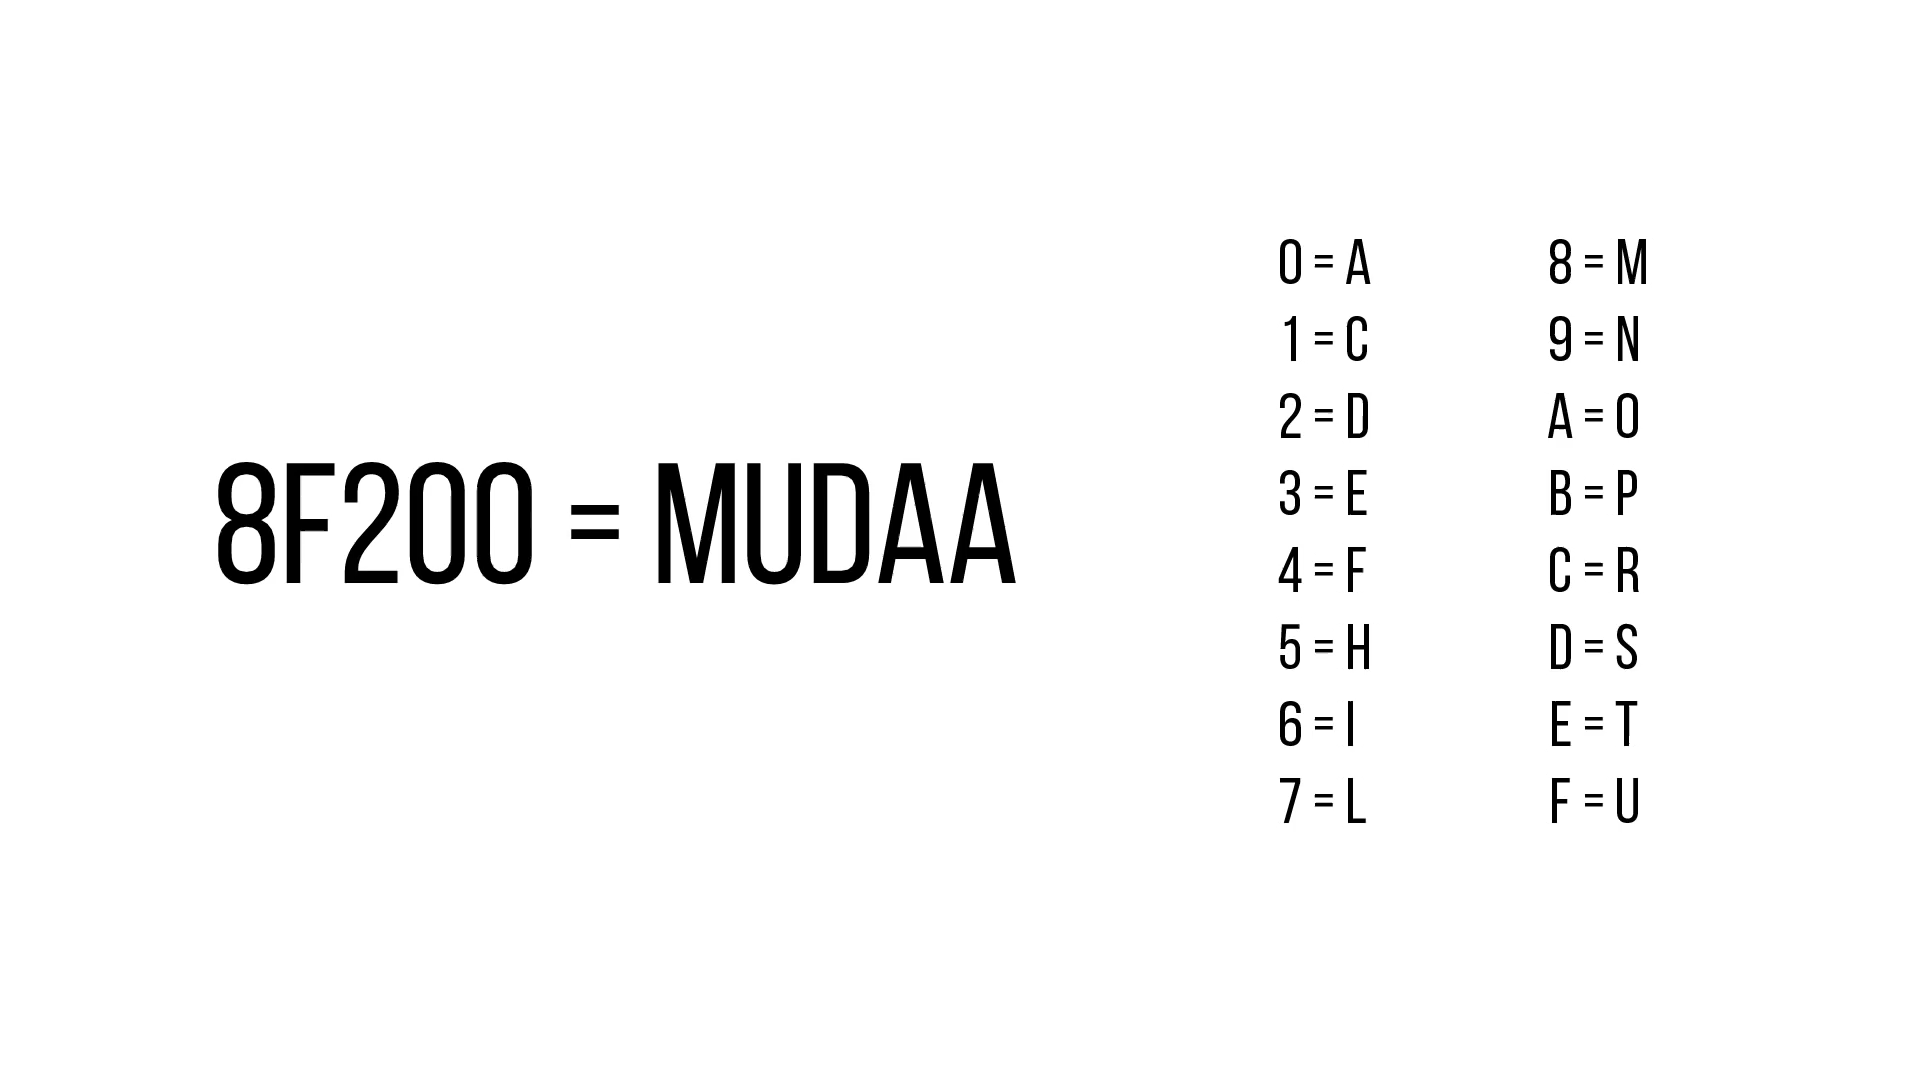 8F200 = MUDAA
0 = A
1 = C
2 = D
3 = E
4 = F
5 = H
6 = I
7 = L
8 = M
9 = N
A = O
B = P
C = R
D = S
E = T
F = U